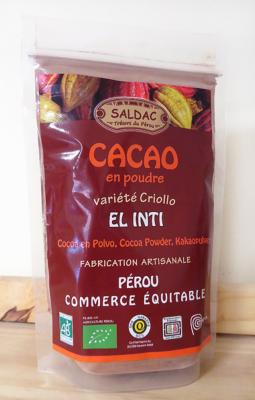 SALDAC
Trésors du Pérou
CACAO
en poudre
variété Criollo
EL INTI
Cocoa en Polvo, Cocoa Powder, Kakaopulver
FABRICATION ARTISANALE
PÉROU
COMMERCE ÉQUITABLE
AB